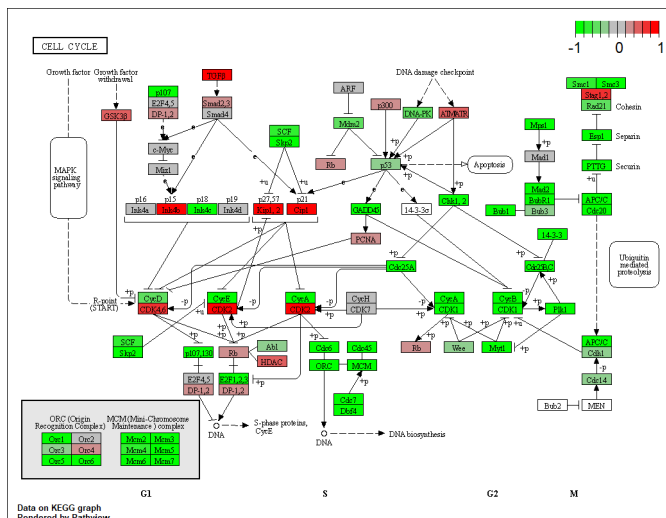 CELL CYCLE
-1 0 1
Growth factor
Growth factor
withdrawal
TGFβ
DNA damage checkpoint
Smc1 Smc3
Stag1,2
Rad21
Cohesin
p107
E2F4,5
DP-1,2
Smad2,3
Smad4
ARF
p300
DNA-PK
ATMATR
GSK3β
Mps1
Esp1
Separin
SCF
Skp2
Mdm2
c-Myc
Rb
p53
Apoptosis
Mad1
PTTG
Securin
Miz1
MAPK
signaling
pathway
p16
Ink4a
p15
Ink4b
p18
Ink4c
p19
Ink4d
p27,57
Kip1,2
p21
Cip1
GADD45
14-3-3σ
Chk1,2
Mad2
BubR1
Bub3
Bub1
APC/C
Cdc20
PCNA
14-3-3
Cdc25A
Cdc25B,C
Ubiquitin
mediated
proteolysis
R-point
(START)
CycD
CDK4,6
CycE
CDK2
CycA
CDK2
CycH
CDK7
CycA
CDK1
CycB
CDK1
Plk1
SCF
Skp2
p107,130
Rb
Abl
HDAC
Cdc6
Cdc45
ORC
MCM
Rb
Wee
Myt1
APC/C
Cdh1
E2F4,5
DP-1,2
E2F1,2,3
DP-1,2
Cdc7
Dbf4
Cdc14
Bub2
MEN
DNA
S-phase proteins,
CycE
DNA
DNA biosynthesis
ORC (Origin
Recognition Complex)
MCM (Mini-Chromosome
Maintenance) complex
Orc1 Orc2 Mcm2 Mcm3
Orc3 Orc4 Mcm4 Mcm5
Orc5 Orc6 Mcm6 Mcm7
G1 S G2 M
Data on KEGG graph
Rendered by Pathview